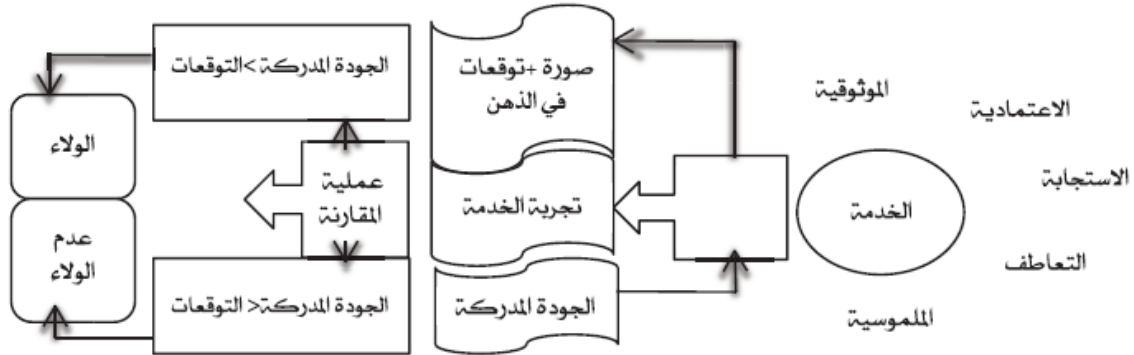 الموثوقية
الاعتمادية
الاستجابة
التعاطف
الملموسية
الخدمة
صورة +توقعات
في الذهن
تجربة الخدمة
الجودة المدركة
عملية
المقارنة
الجودة المدركة>التوقعات
الجودة المدركة<التوقعات
الولاء
عدم
الولاء